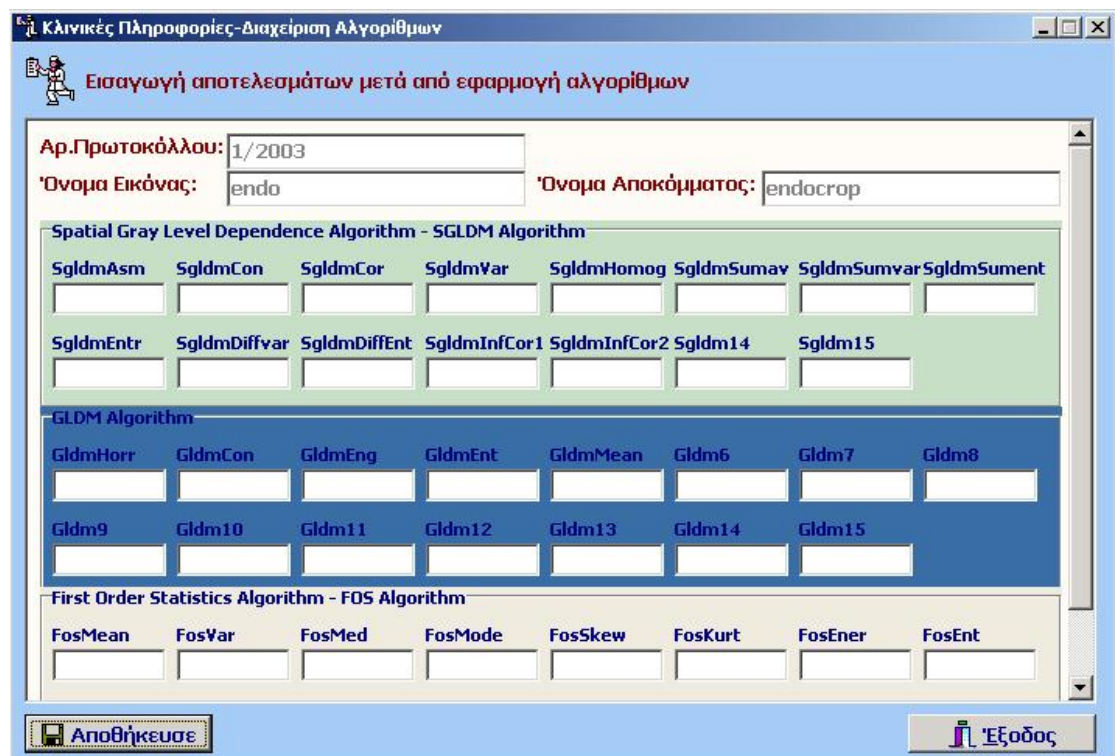 Κλινικές Πληροφορίες-Διαχείριση Αλγορίθμων
Εισαγωγή αποτελεσμάτων μετά από εφαρμογή αλγορίθμων
Αρ.Πρωτοκόλλου: 1/2003
Όνομα Εικόνας: endo Όνομα Αποκόμματος: endocrop
Spatial Gray Level Dependence Algorithm - SGLDM Algorithm
SgldmAsm SgldmCon SgldmCor SgldmVar SgldmHomog SgldmSumav SgldmSumvar SgldmSument
SgldmEntr SgldmDiffvar SgldmDiffEnt SgldmInfCor1 SgldmInfCor2 Sgldm14 Sgldm15
GLDM Algorithm
GldmHorr GldmCon GldmEng GldmEnt GldmMean Gldm6 Gldm7 Gldm8
Gldm9 Gldm10 Gldm11 Gldm12 Gldm13 Gldm14 Gldm15
First Order Statistics Algorithm - FOS Algorithm
FosMean FosVar FosMed FosMode FosSkew FosKurt FosEner FosEnt
Αποθήκευσε Έξοδος